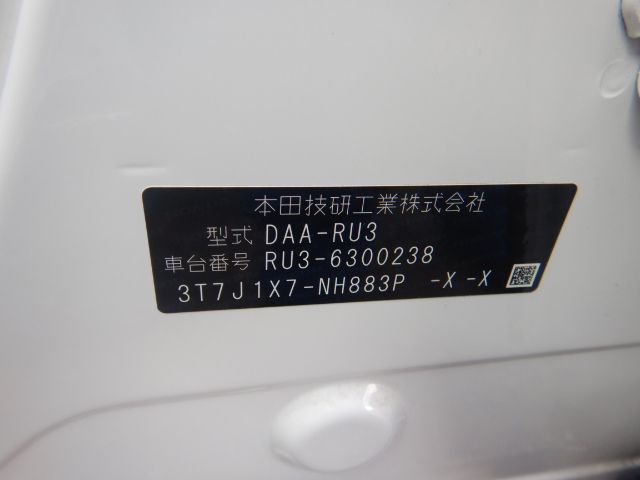 本田技研工業株式会社
型式 DAA-RU3
車台番号 RU3-6300238
3T7J1X7-NH883P -X -X